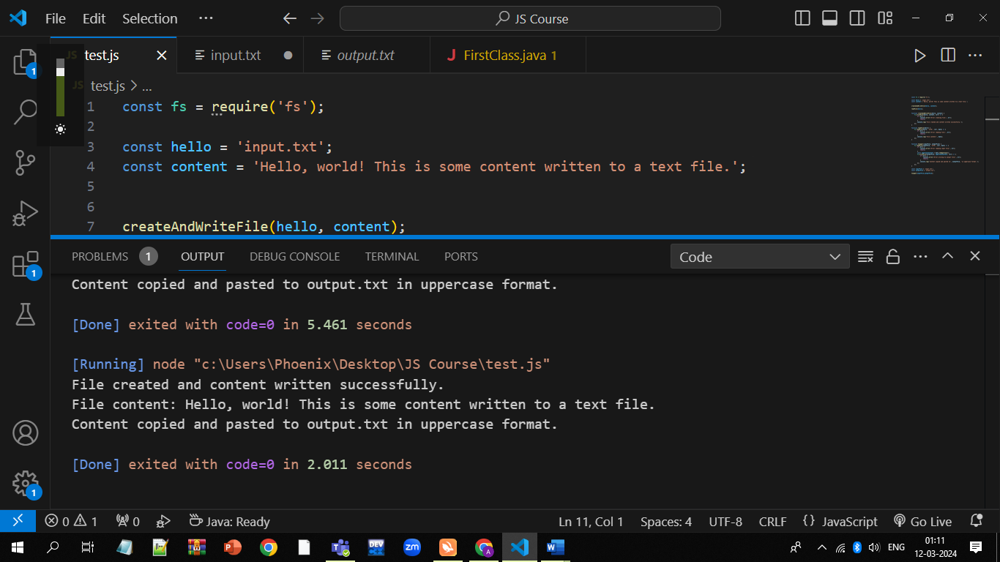 File Edit Selection ··· JS Course
JS test.js input.txt output.txt J FirstClass.java 1
JS test.js > ...
1 const fs = require('fs');
2
3 const hello = 'input.txt';
4 const content = 'Hello, world! This is some content written to a text file.';
5
6
7 createAndWriteFile(hello, content);
PROBLEMS 1 OUTPUT DEBUG CONSOLE TERMINAL PORTS Code
Content copied and pasted to output.txt in uppercase format.
[Done] exited with code=0 in 5.461 seconds
[Running] node "c:\Users\Phoenix\Desktop\JS Course\test.js"
File created and content written successfully.
File content: Hello, world! This is some content written to a text file.
Content copied and pasted to output.txt in uppercase format.
[Done] exited with code=0 in 2.011 seconds
1
1
1
0 1 0 Java: Ready Ln 11, Col 1 Spaces: 4 UTF-8 CRLF {} JavaScript Go Live
DEV C++ zm A W P ENG 01:11
12-03-2024